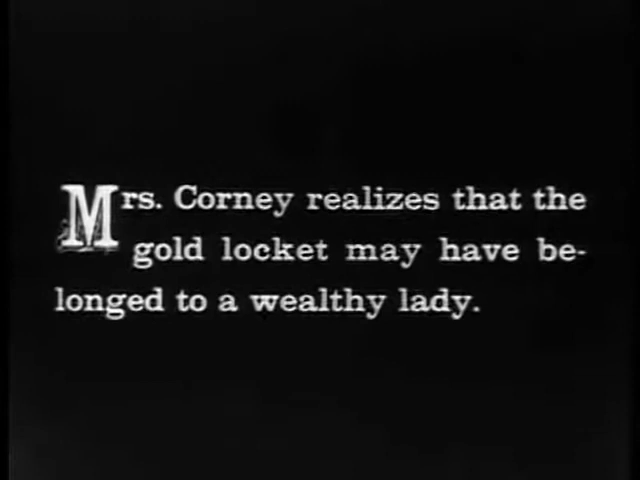 Mrs. Corney realizes that the
gold locket may have be-
longed to a wealthy lady.